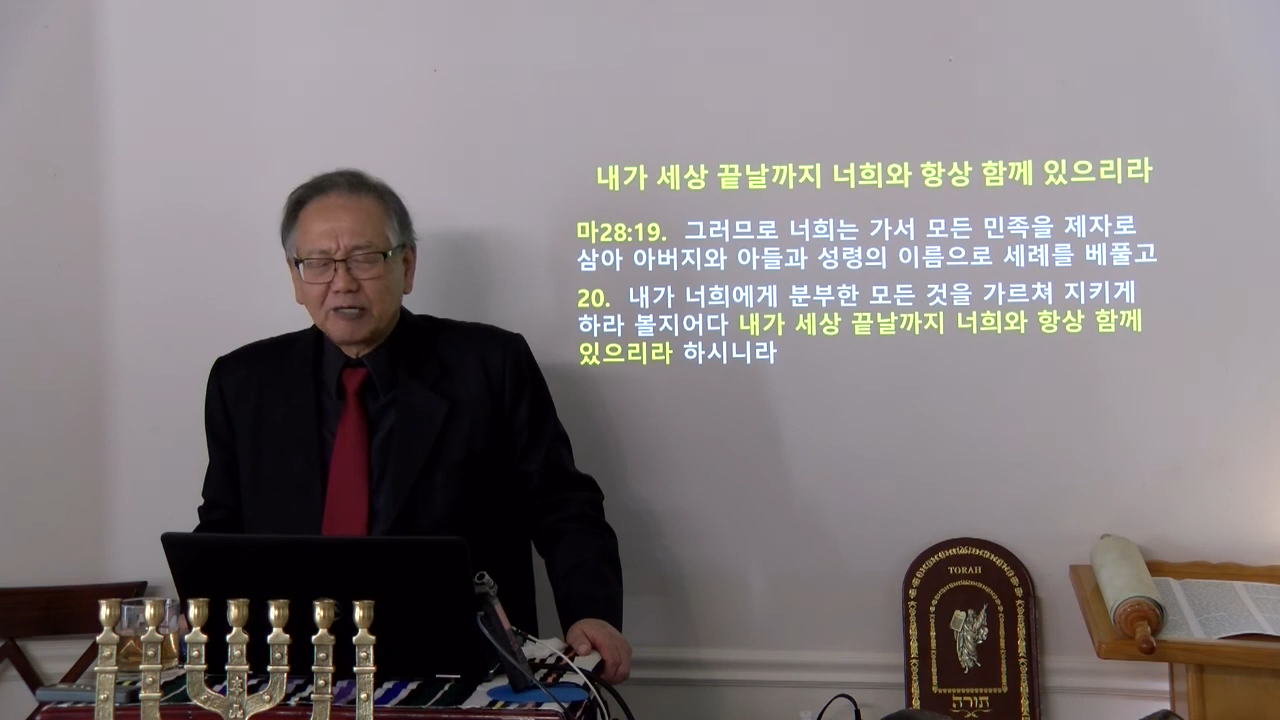 내가 세상 끝날까지 너희와 항상 함께 있으리라
마28:19. 그러므로 너희는 가서 모든 민족을 제자로
삼아 아버지와 아들과 성령의 이름으로 세례를 베풀고
20. 내가 너희에게 분부한 모든 것을 가르쳐 지키게
하라 볼지어다 내가 세상 끝날까지 너희와 항상 함께
있으리라 하시니라
TORAH
תורה